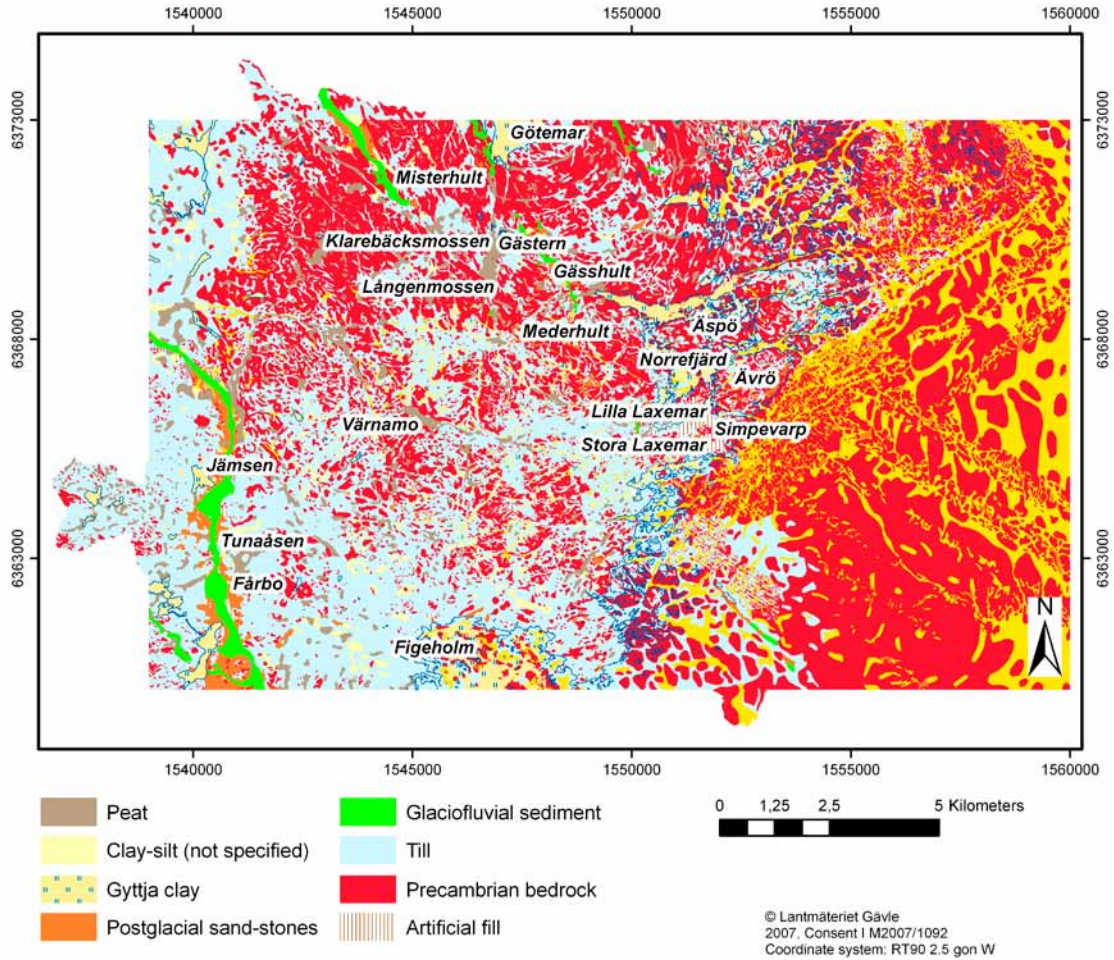 1540000 1545000 1550000 1555000 1560000
6373000 6373000
Götemar
Misterhult
Klarebäcksmossen Gästern
Gässhult
Långenmossen
Mederhult Äspö
6368000 6368000
Norrefjärd
Ävrö
Lilla Laxemar
Värnamo Simpevarp
Stora Laxemar
Jämsen
Tunaåsen
6363000 6363000
Fårbo
N
Figeholm
1540000 1545000 1550000 1555000 1560000
Peat
Clay-silt (not specified)
Gyttja clay
Postglacial sand-stones
Glaciofluvial sediment
Till
Precambrian bedrock
Artificial fill
0 1,25 2,5 5 Kilometers
© Lantmäteriet Gävle
2007, Consent I M2007/1092
Coordinate system: RT90 2.5 gon W